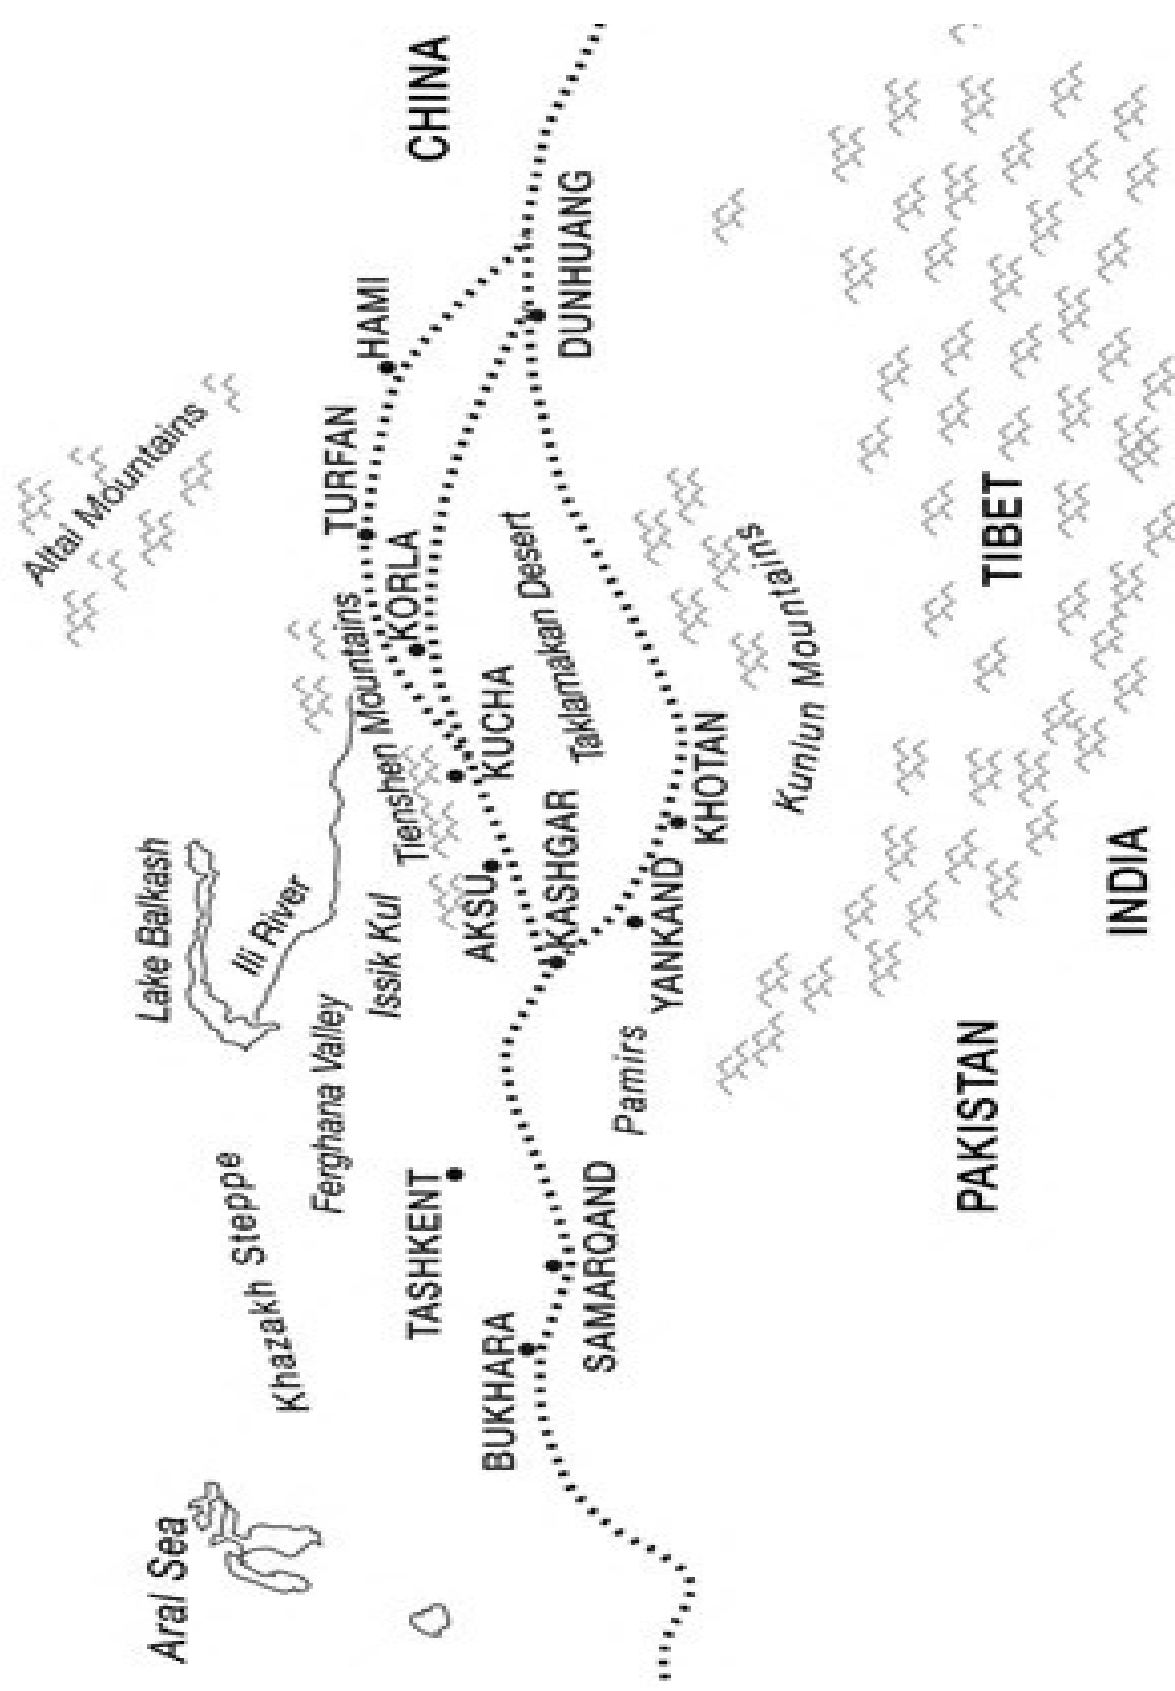 Altai Mountains
Lake Balkash
Aral Sea
Khazakh Steppe
Ili River
Ferghana Valley
Issik Kul
Tienshen Mountains
TURFAN
HAMI
CHINA
KORLA
TASHKENT
BUKHARA
SAMARQAND
AKSU
KUCHA
KASHGAR
Taklamakan Desert
DUNHUANG
Pamirs
YANKAND
KHOTAN
Kunlun Mountains
PAKISTAN
TIBET
INDIA